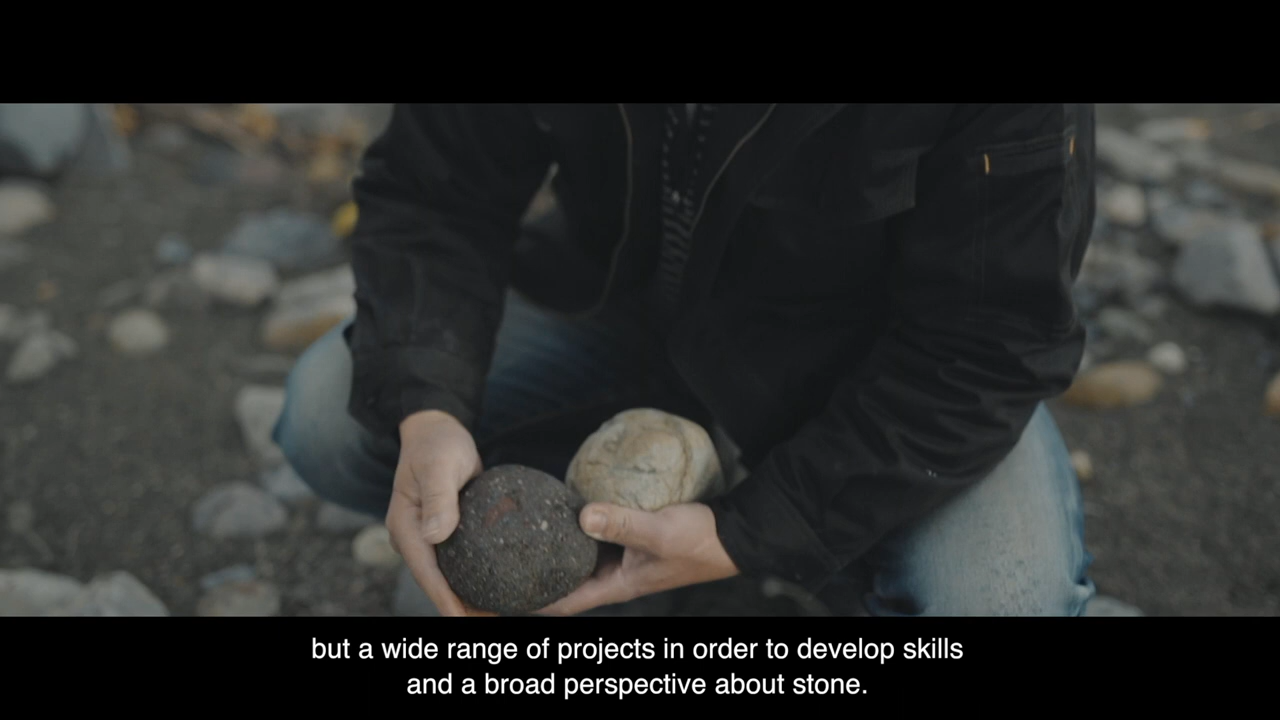 but a wide range of projects in order to develop skills
and a broad perspective about stone.